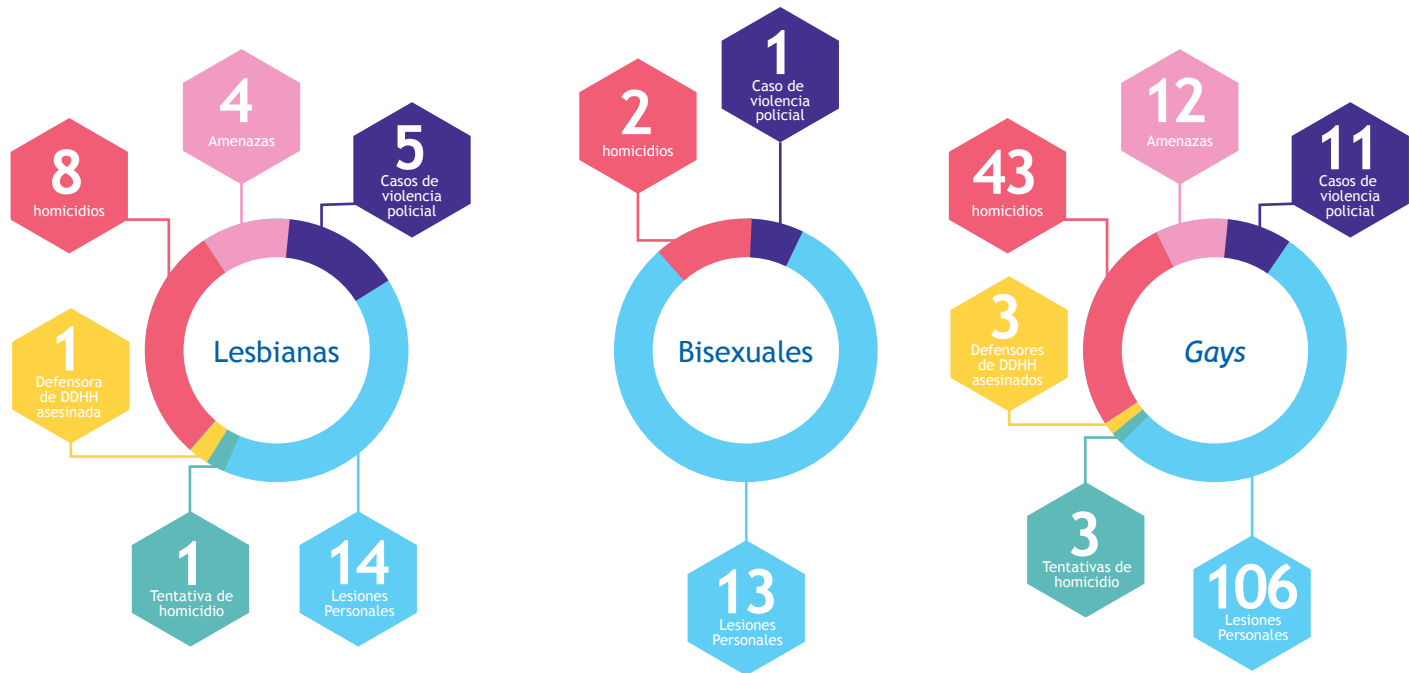 4
Amenazas
5
Casos de
violencia
policial
8
homicidios
1
Defensora
de DDHH
asesinada
1
Tentativa de
homicidio
14
Lesiones
Personales
Lesbianas
1
Caso de
violencia
policial
2
homicidios
Bisexuales
13
Lesiones
Personales
12
Amenazas
11
Casos de
violencia
policial
43
homicidios
3
Defensores
de DDHH
asesinados
3
Tentativas de
homicidio
106
Lesiones
Personales
Gays